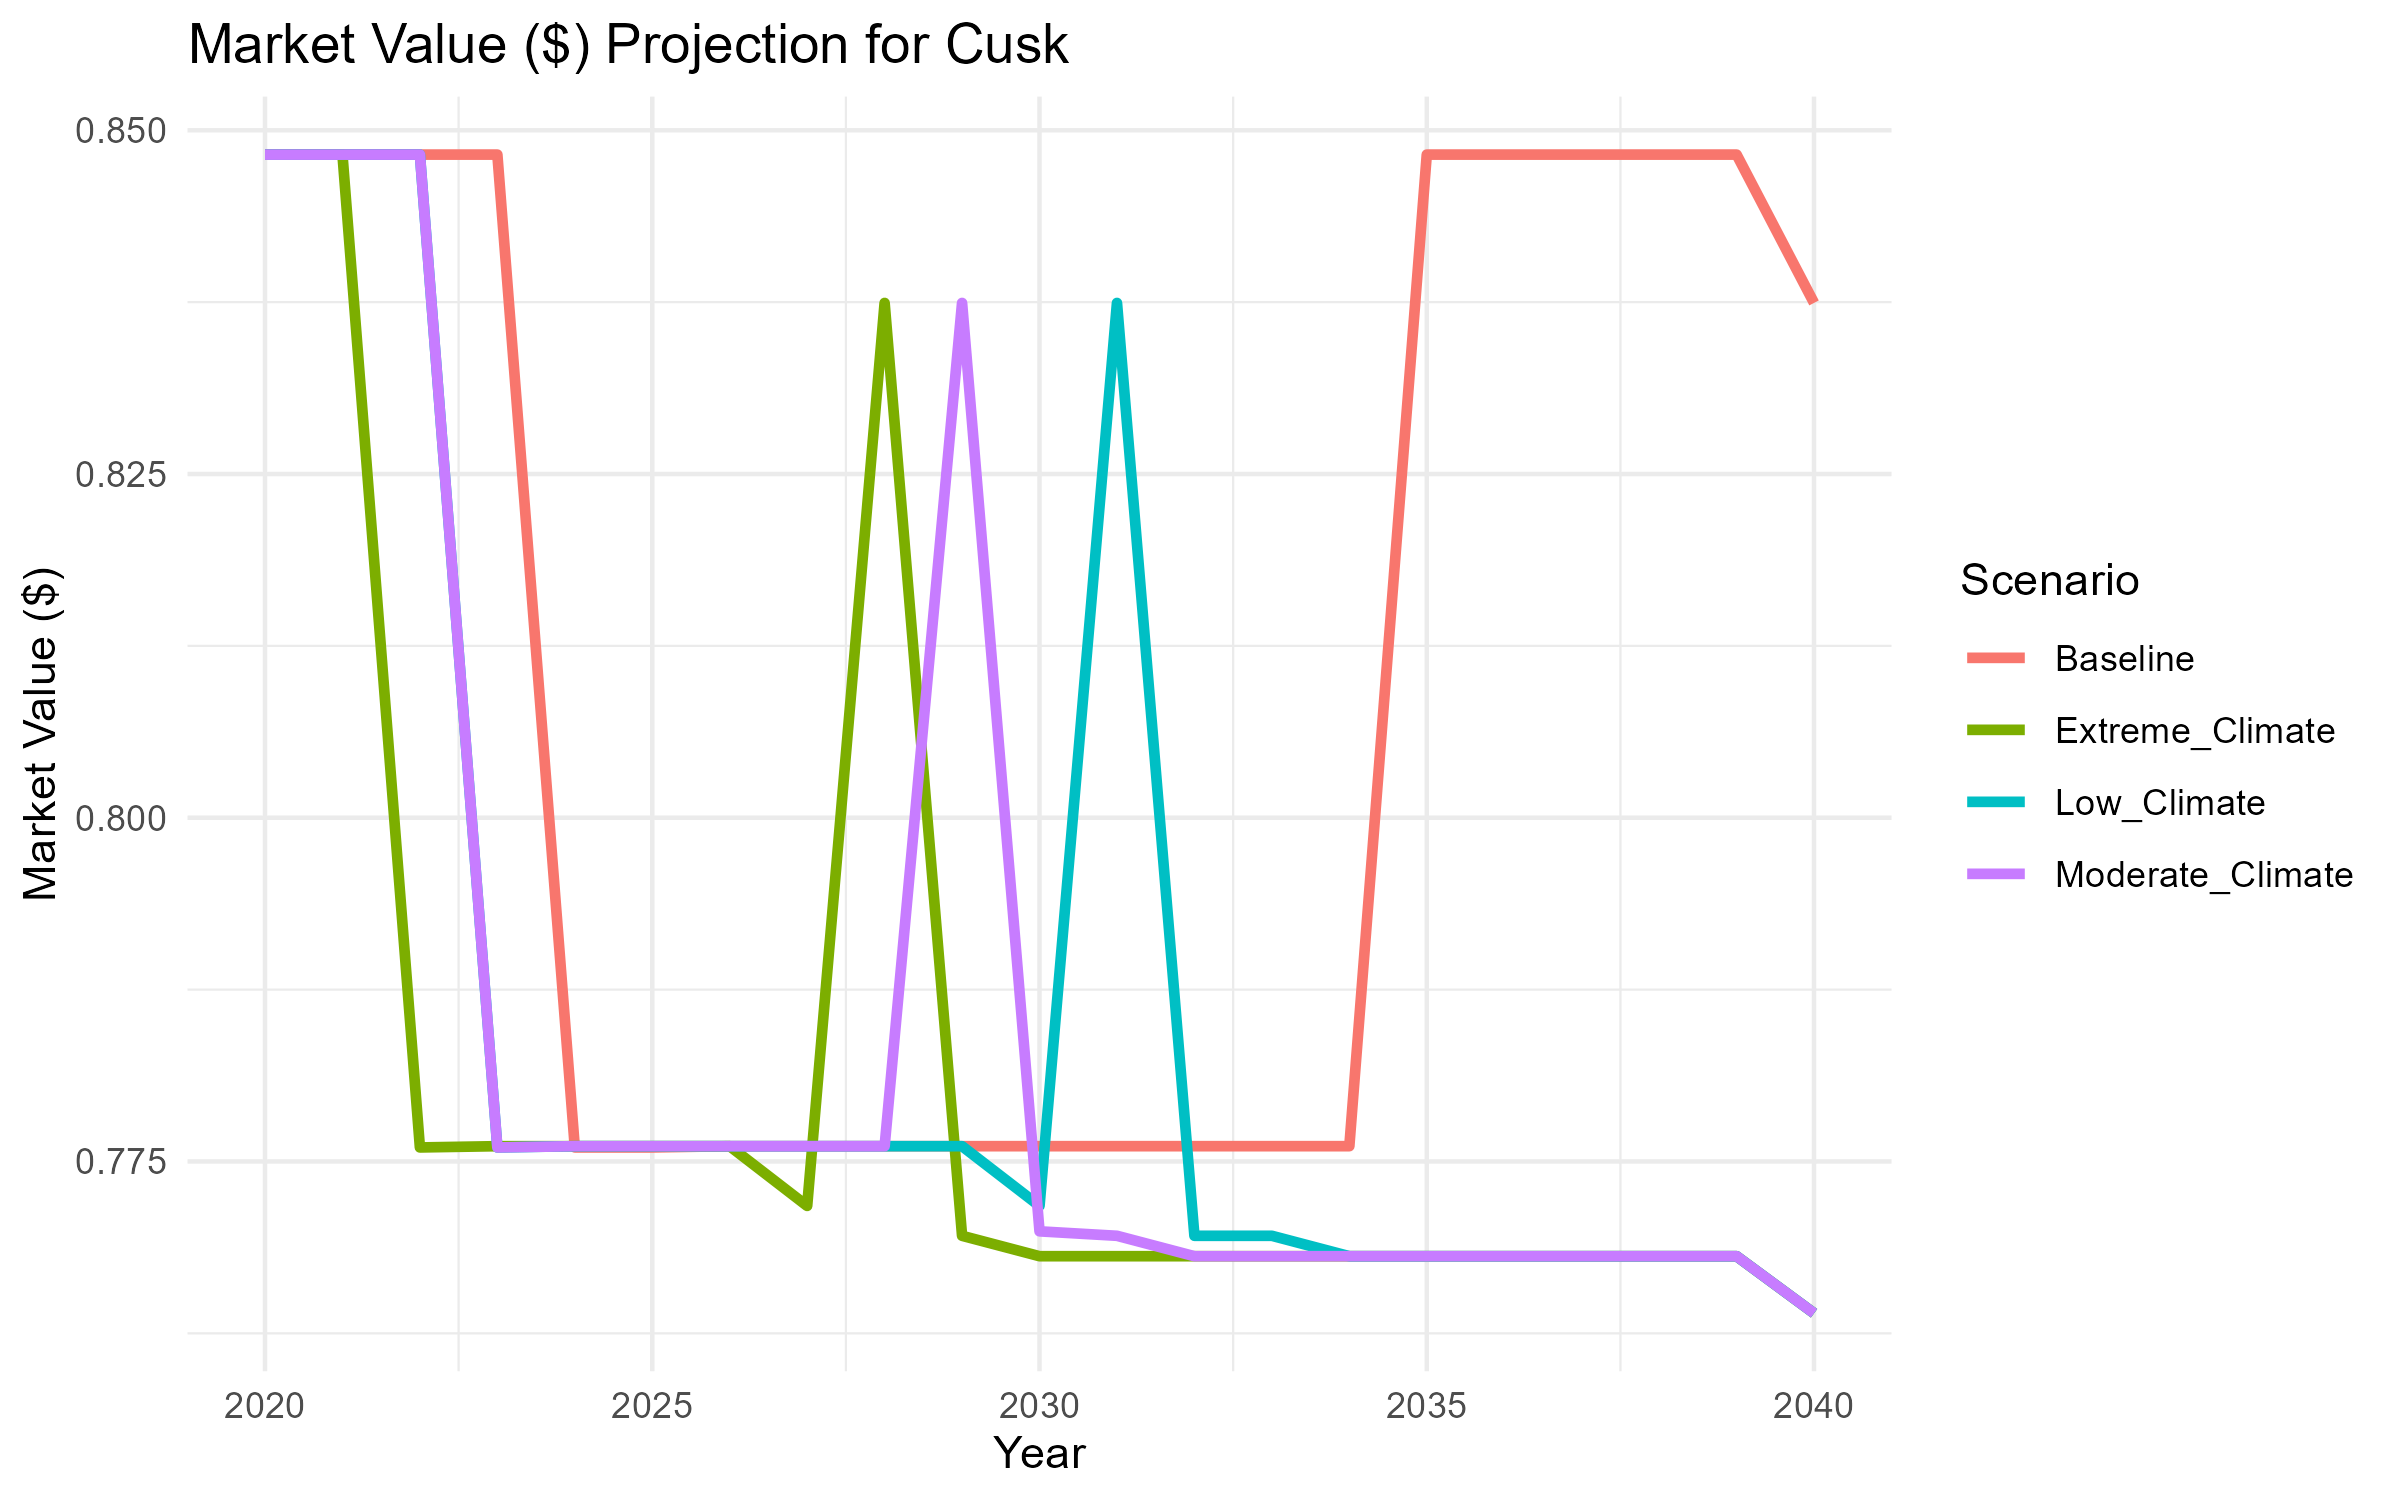 Market Value ($) Projection for Cusk
Market Value ($)
0.850
0.825
0.800
0.775
2020 2025 2030 2035 2040
Year
Scenario
Baseline
Extreme_Climate
Low_Climate
Moderate_Climate